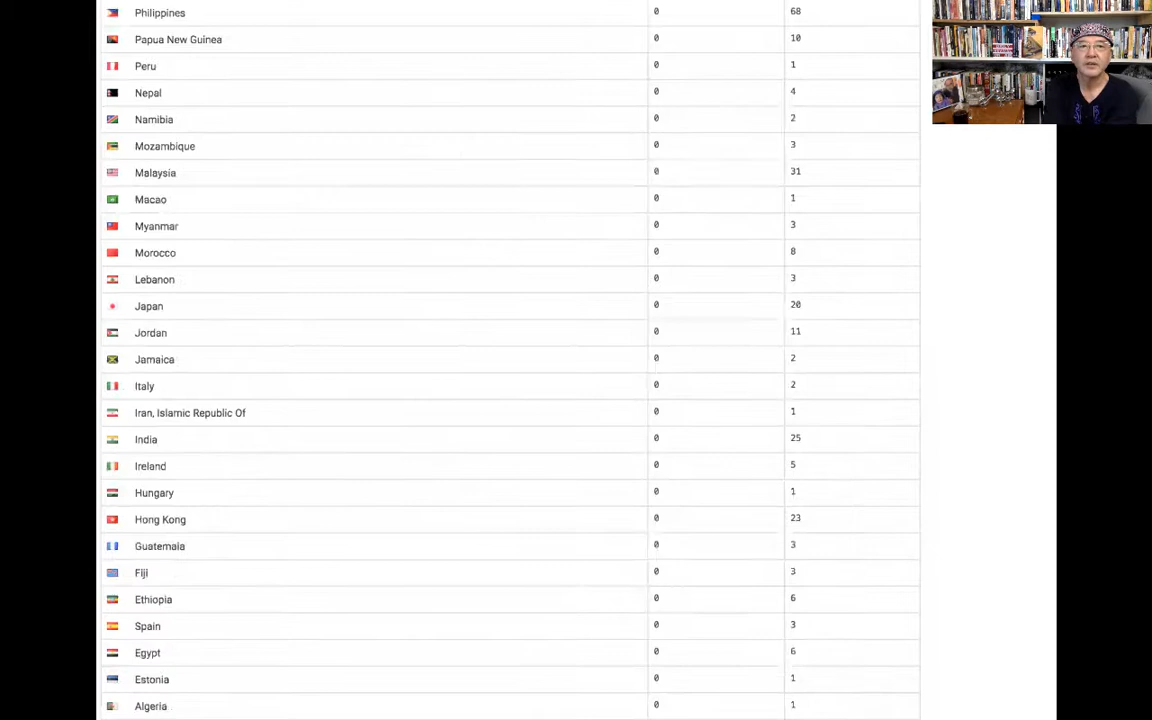 Philippines 0 68
Papua New Guinea 0 10
Peru 0 1
Nepal 0 4
Namibia 0 2
Mozambique 0 3
Malaysia 0 31
Macao 0 1
Myanmar 0 3
Morocco 0 8
Lebanon 0 3
Japan 0 20
Jordan 0 11
Jamaica 0 2
Italy 0 2
Iran, Islamic Republic Of 0 1
India 0 25
Ireland 0 5
Hungary 0 1
Hong Kong 0 23
Guatemala 0 3
Fiji 0 3
Ethiopia 0 6
Spain 0 3
Egypt 0 6
Estonia 0 1
Algeria 0 1